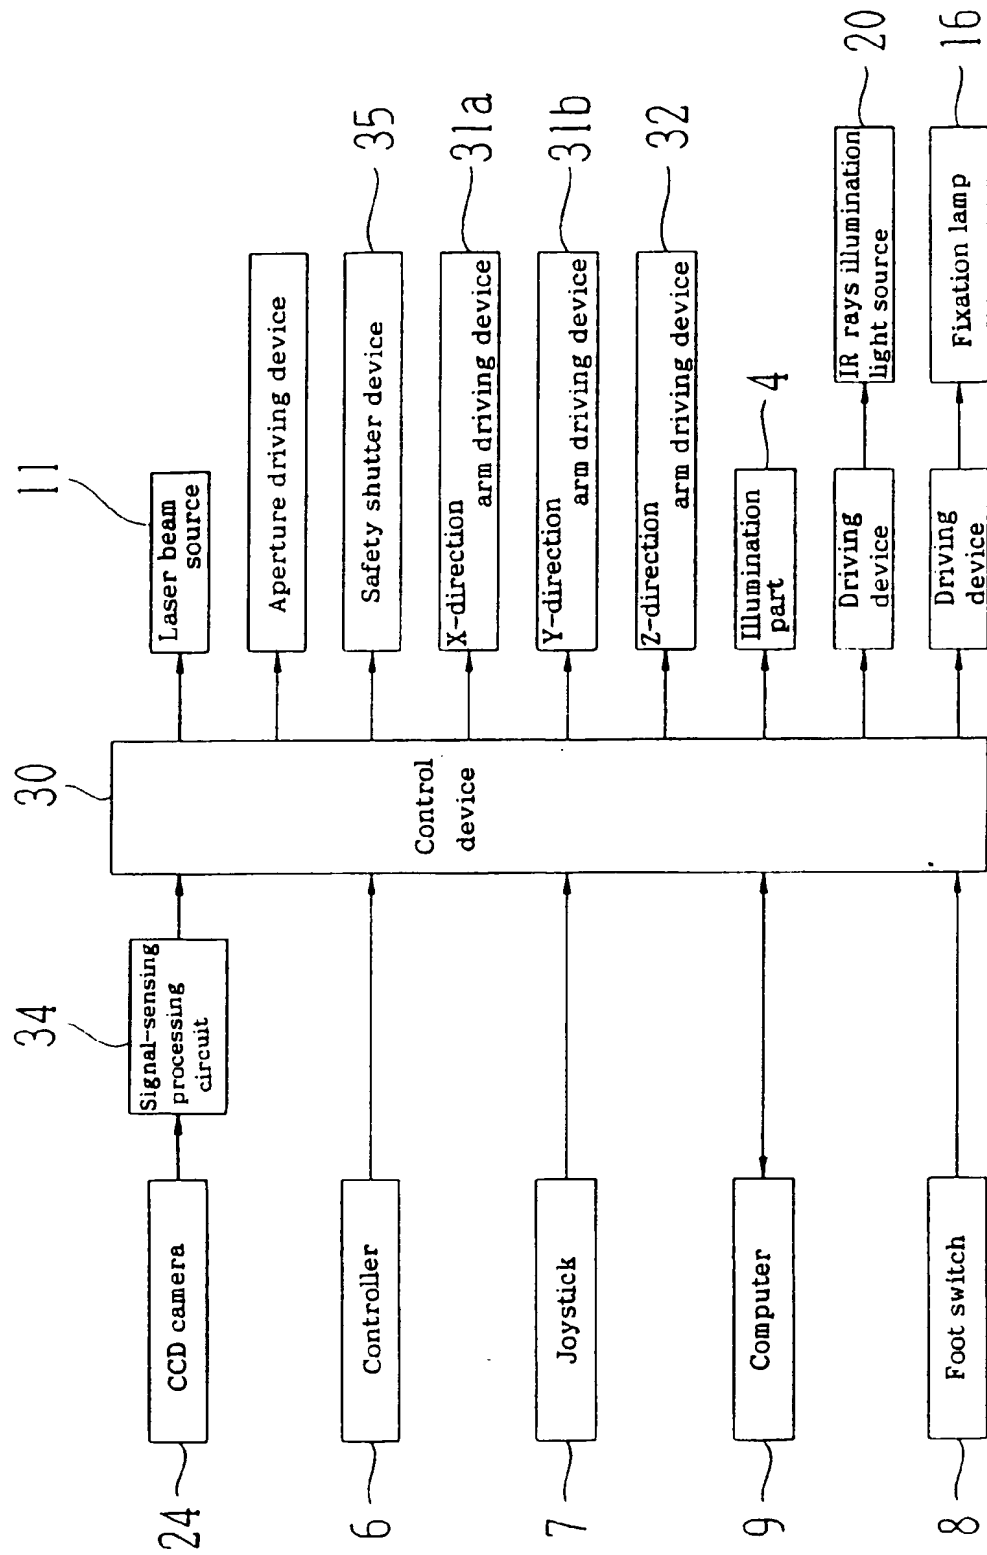 24
CCD camera
34
Signal-sensing
processing
circuit
6
Controller
7
Joystick
9
Computer
8
Foot switch
30
Control
device
11
Laser beam
source
Aperture driving device
Safety shutter device
35
X-direction
arm driving device
31a
Y-direction
arm driving device
31b
Z-direction
arm driving device
32
Illumination
part
4
Driving
device
IR rays illumination
light source
20
Driving
device
Fixation lamp
16